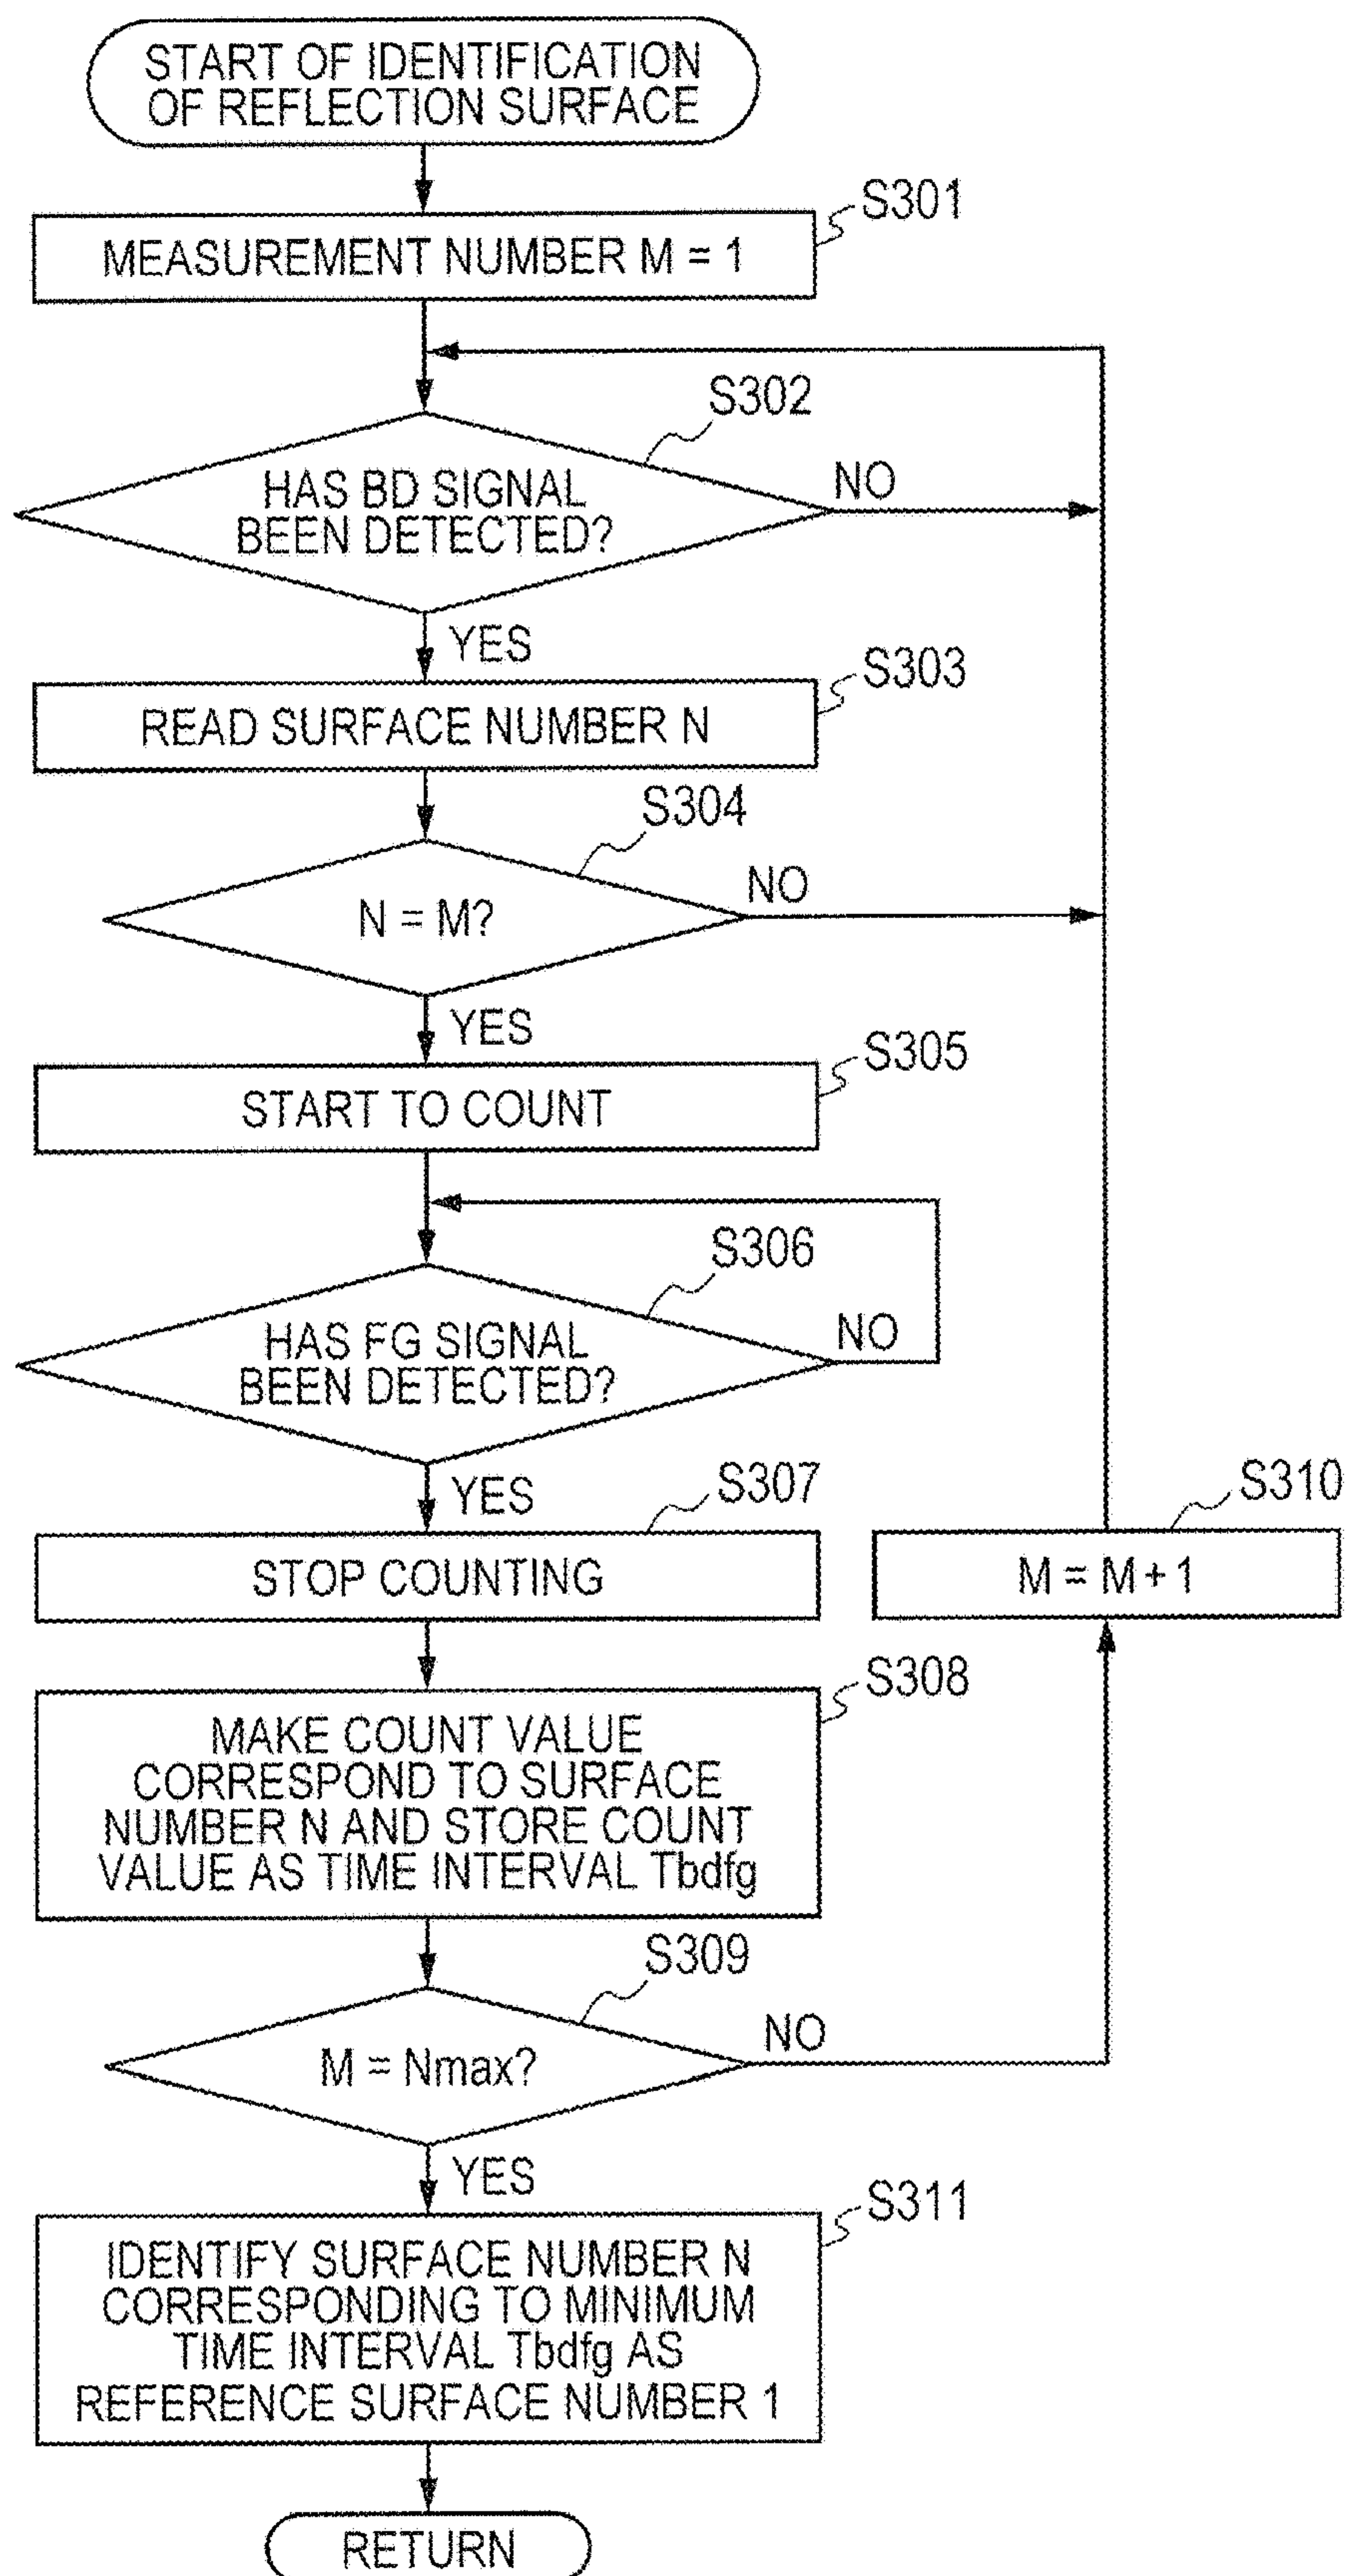 START OF IDENTIFICATION
OF REFLECTION SURFACE
S301
MEASUREMENT NUMBER M = 1
S302
HAS BD SIGNAL
BEEN DETECTED?
NO
YES
S303
READ SURFACE NUMBER N
S304
N = M?
NO
YES
S305
START TO COUNT
S306
HAS FG SIGNAL
BEEN DETECTED?
NO
YES
S307
STOP COUNTING
S310
M = M + 1
S308
MAKE COUNT VALUE
CORRESPOND TO SURFACE
NUMBER N AND STORE COUNT
VALUE AS TIME INTERVAL Tbdfg
S309
M = Nmax?
NO
YES
S311
IDENTIFY SURFACE NUMBER N
CORRESPONDING TO MINIMUM
TIME INTERVAL Tbdfg AS
REFERENCE SURFACE NUMBER 1
RETURN